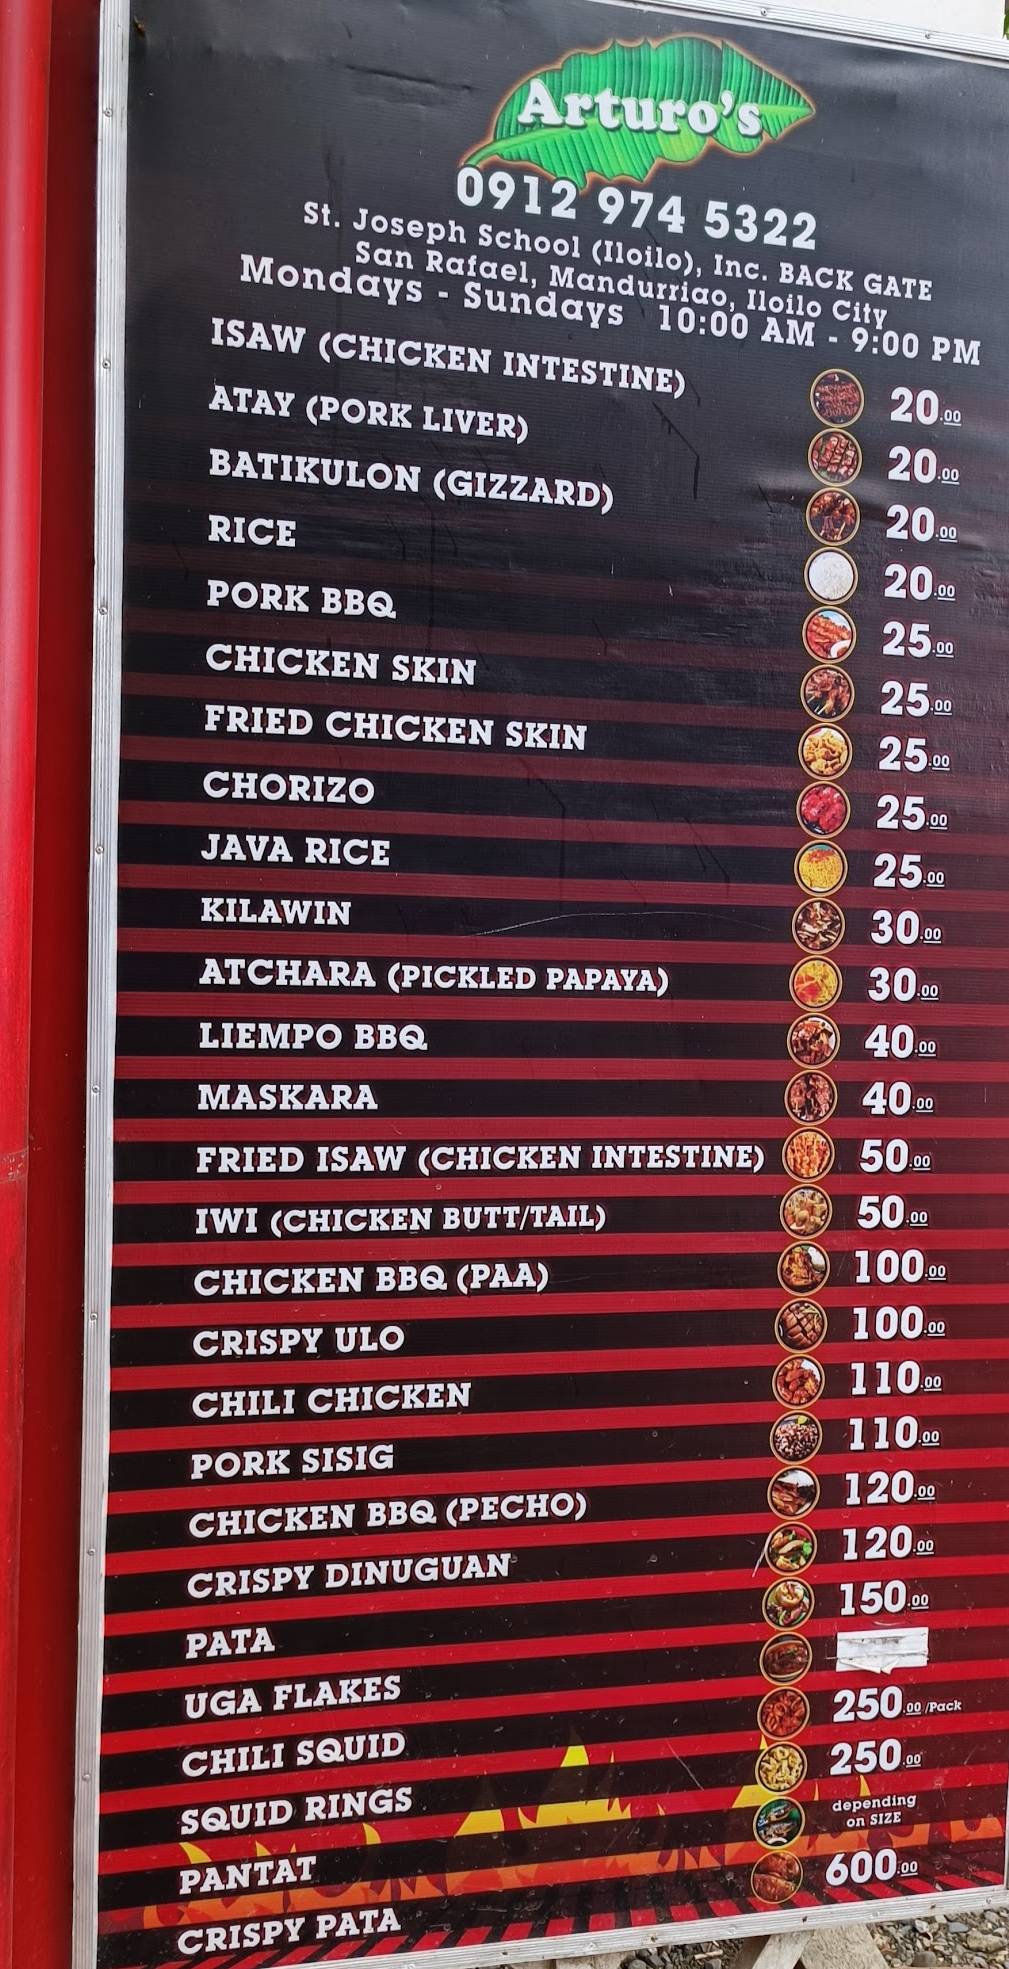 Arturo's
0912 974 5322
St. Joseph School (Iloilo), Inc. BACK GATE
San Rafael, Mandurriao, Iloilo City
Mondays - Sundays 10:00 AM - 9:00 PM
ISAW (CHICKEN INTESTINE) 20.00
ATAY (PORK LIVER) 20.00
BATIKULON (GIZZARD) 20.00
RICE 20.00
PORK BBQ 25.00
CHICKEN SKIN 25.00
FRIED CHICKEN SKIN 25.00
CHORIZO 25.00
JAVA RICE 25.00
KILAWIN 30.00
ATCHARA (PICKLED PAPAYA) 30.00
LIEMPO BBQ 40.00
MASKARA 40.00
FRIED ISAW (CHICKEN INTESTINE) 50.00
IWI (CHICKEN BUTT/TAIL) 50.00
CHICKEN BBQ (PAA) 100.00
CRISPY ULO 100.00
CHILI CHICKEN 110.00
PORK SISIG 110.00
CHICKEN BBQ (PECHO) 120.00
CRISPY DINUGUAN 120.00
PATA 150.00
UGA FLAKES
CHILI SQUID 250.00 /Pack
SQUID RINGS 250.00
PANTAT depending
on SIZE
CRISPY PATA 600.00